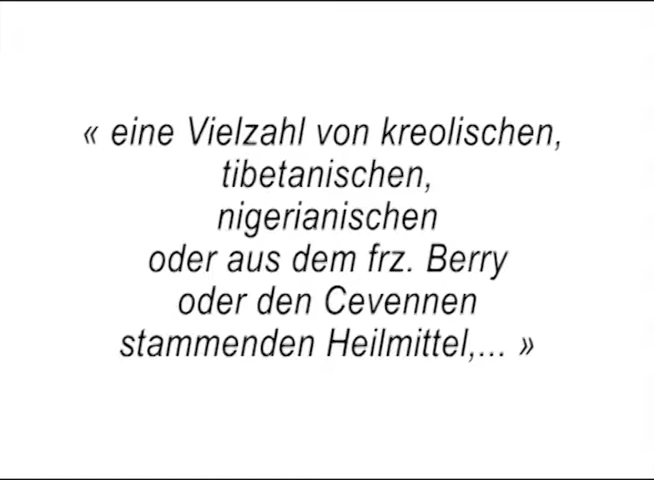 « eine Vielzahl von kreolischen,
tibetanischen,
nigerianischen
oder aus dem frz. Berry
oder den Cevennen
stammenden Heilmittel,... »